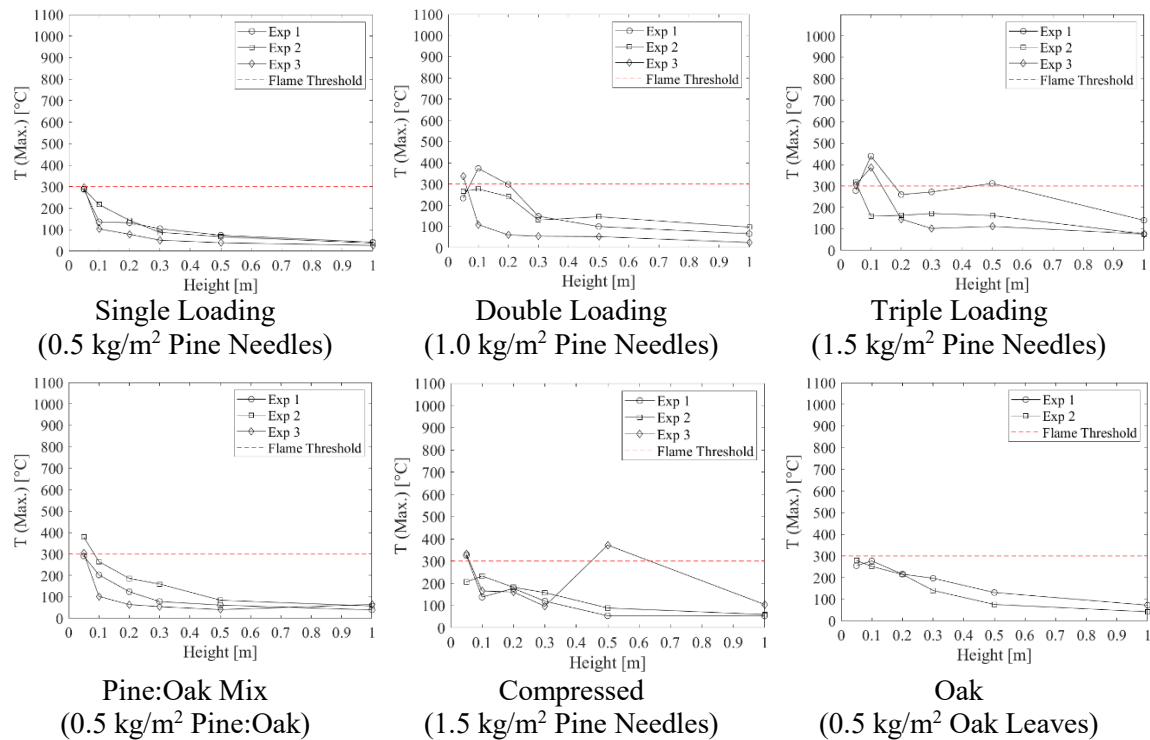 1100
1000
900
800
700
600
500
400
300
200
100
0
T (Max.) [°C]
Exp 1
Exp 2
Exp 3
Flame Threshold
0 0.1 0.2 0.3 0.4 0.5 0.6 0.7 0.8 0.9 1
Height [m]
Single Loading
(0.5 kg/m² Pine Needles)
1100
1000
900
800
700
600
500
400
300
200
100
0
T (Max.) [°C]
Exp 1
Exp 2
Exp 3
Flame Threshold
0 0.1 0.2 0.3 0.4 0.5 0.6 0.7 0.8 0.9 1
Height [m]
Double Loading
(1.0 kg/m² Pine Needles)
1000
900
800
700
600
500
400
300
200
100
0
T (Max.) [°C]
Exp 1
Exp 2
Exp 3
Flame Threshold
0 0.1 0.2 0.3 0.4 0.5 0.6 0.7 0.8 0.9 1
Height [m]
Triple Loading
(1.5 kg/m² Pine Needles)
1100
1000
900
800
700
600
500
400
300
200
100
0
T (Max.) [°C]
Exp 1
Exp 2
Exp 3
Flame Threshold
0 0.1 0.2 0.3 0.4 0.5 0.6 0.7 0.8 0.9 1
Height [m]
Pine:Oak Mix
(0.5 kg/m² Pine:Oak)
1100
1000
900
800
700
600
500
400
300
200
100
0
T (Max.) [°C]
Exp 1
Exp 2
Exp 3
Flame Threshold
0 0.1 0.2 0.3 0.4 0.5 0.6 0.7 0.8 0.9 1
Height [m]
Compressed
(1.5 kg/m² Pine Needles)
1100
1000
900
800
700
600
500
400
300
200
100
0
T (Max.) [°C]
Exp 1
Exp 2
Flame Threshold
0 0.1 0.2 0.3 0.4 0.5 0.6 0.7 0.8 0.9 1
Height [m]
Oak
(0.5 kg/m² Oak Leaves)